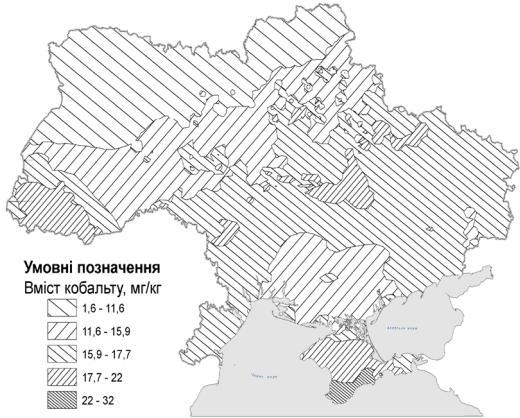 Умовні позначення
Вміст кобальту, мг/кг
1,6 - 11,6
11,6 - 15,9
15,9 - 17,7
17,7 - 22
22 - 32